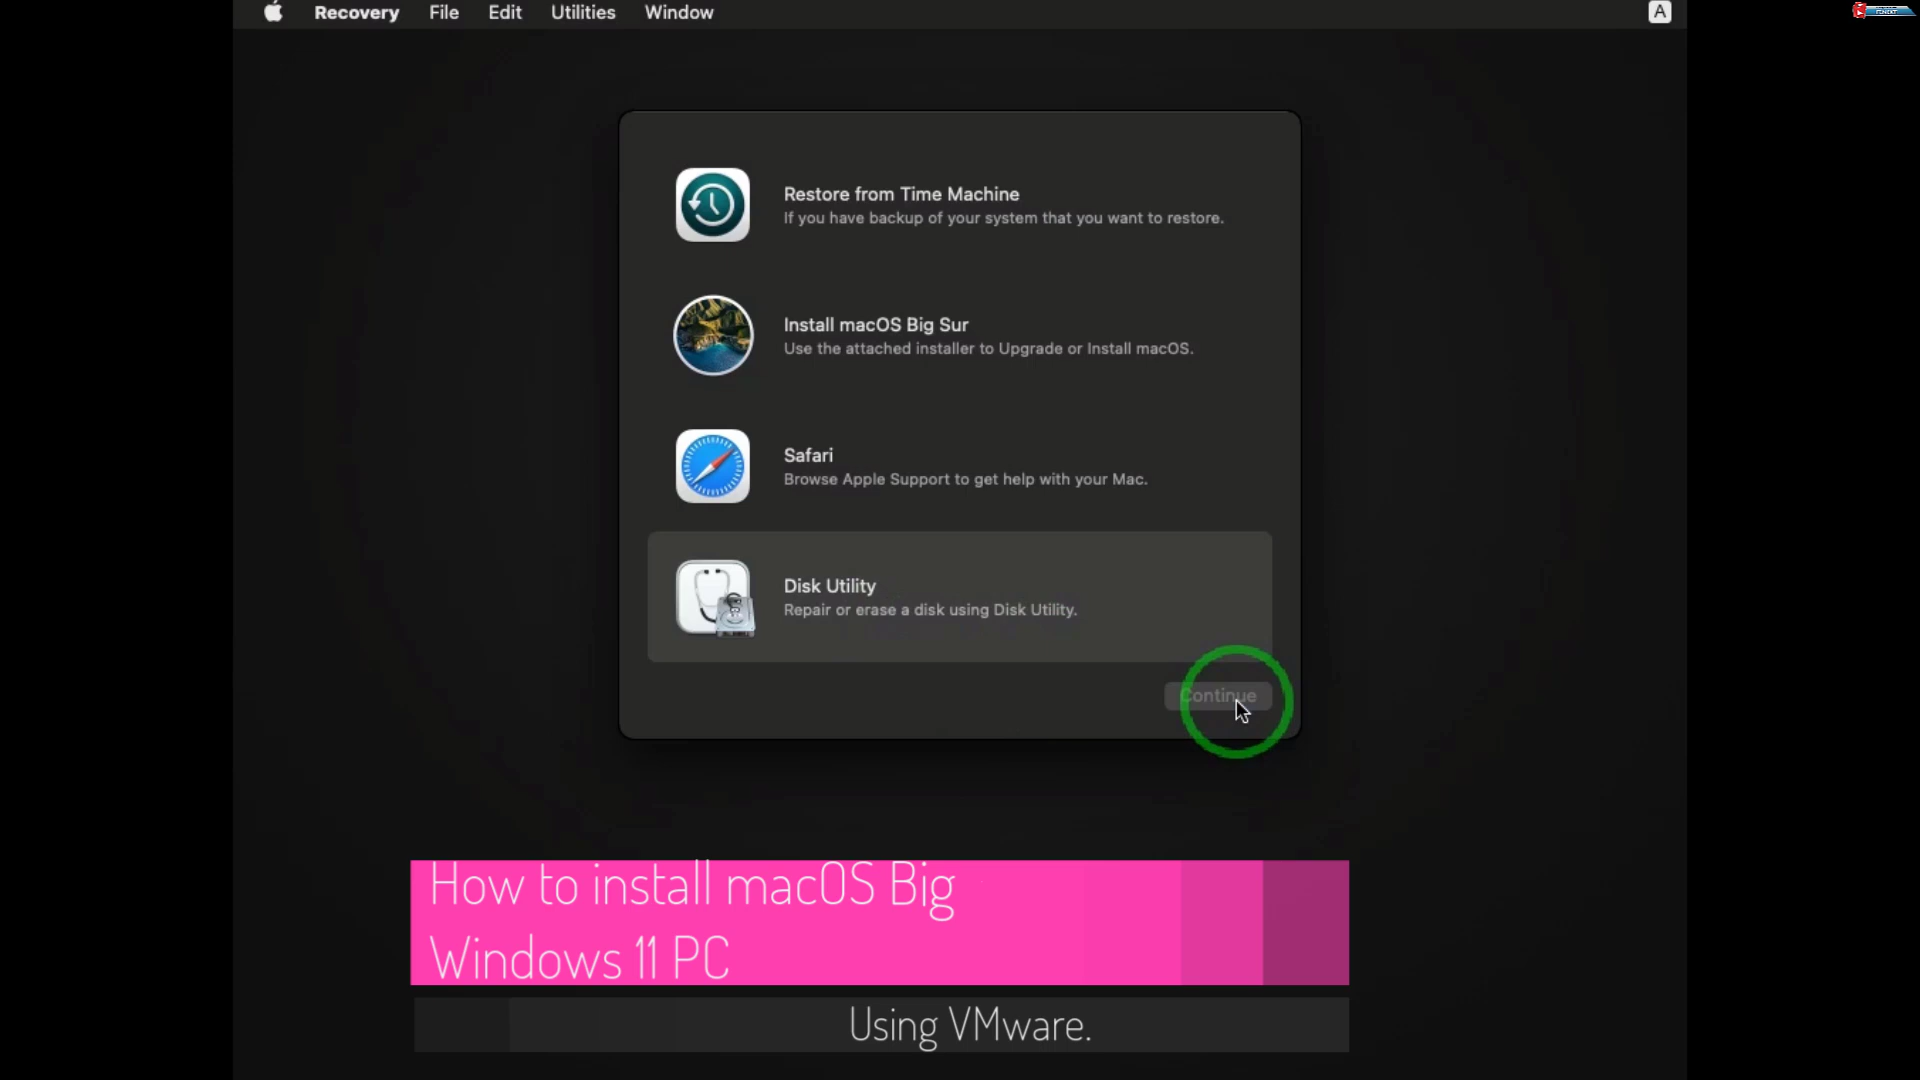 Recovery File Edit Utilities Window A
Restore from Time Machine
If you have backup of your system that you want to restore.
Install macOS Big Sur
Use the attached installer to Upgrade or Install macOS.
Safari
Browse Apple Support to get help with your Mac.
Disk Utility
Repair or erase a disk using Disk Utility.
Continue
How to install macOS Big
Windows 11 PC
Using VMware.